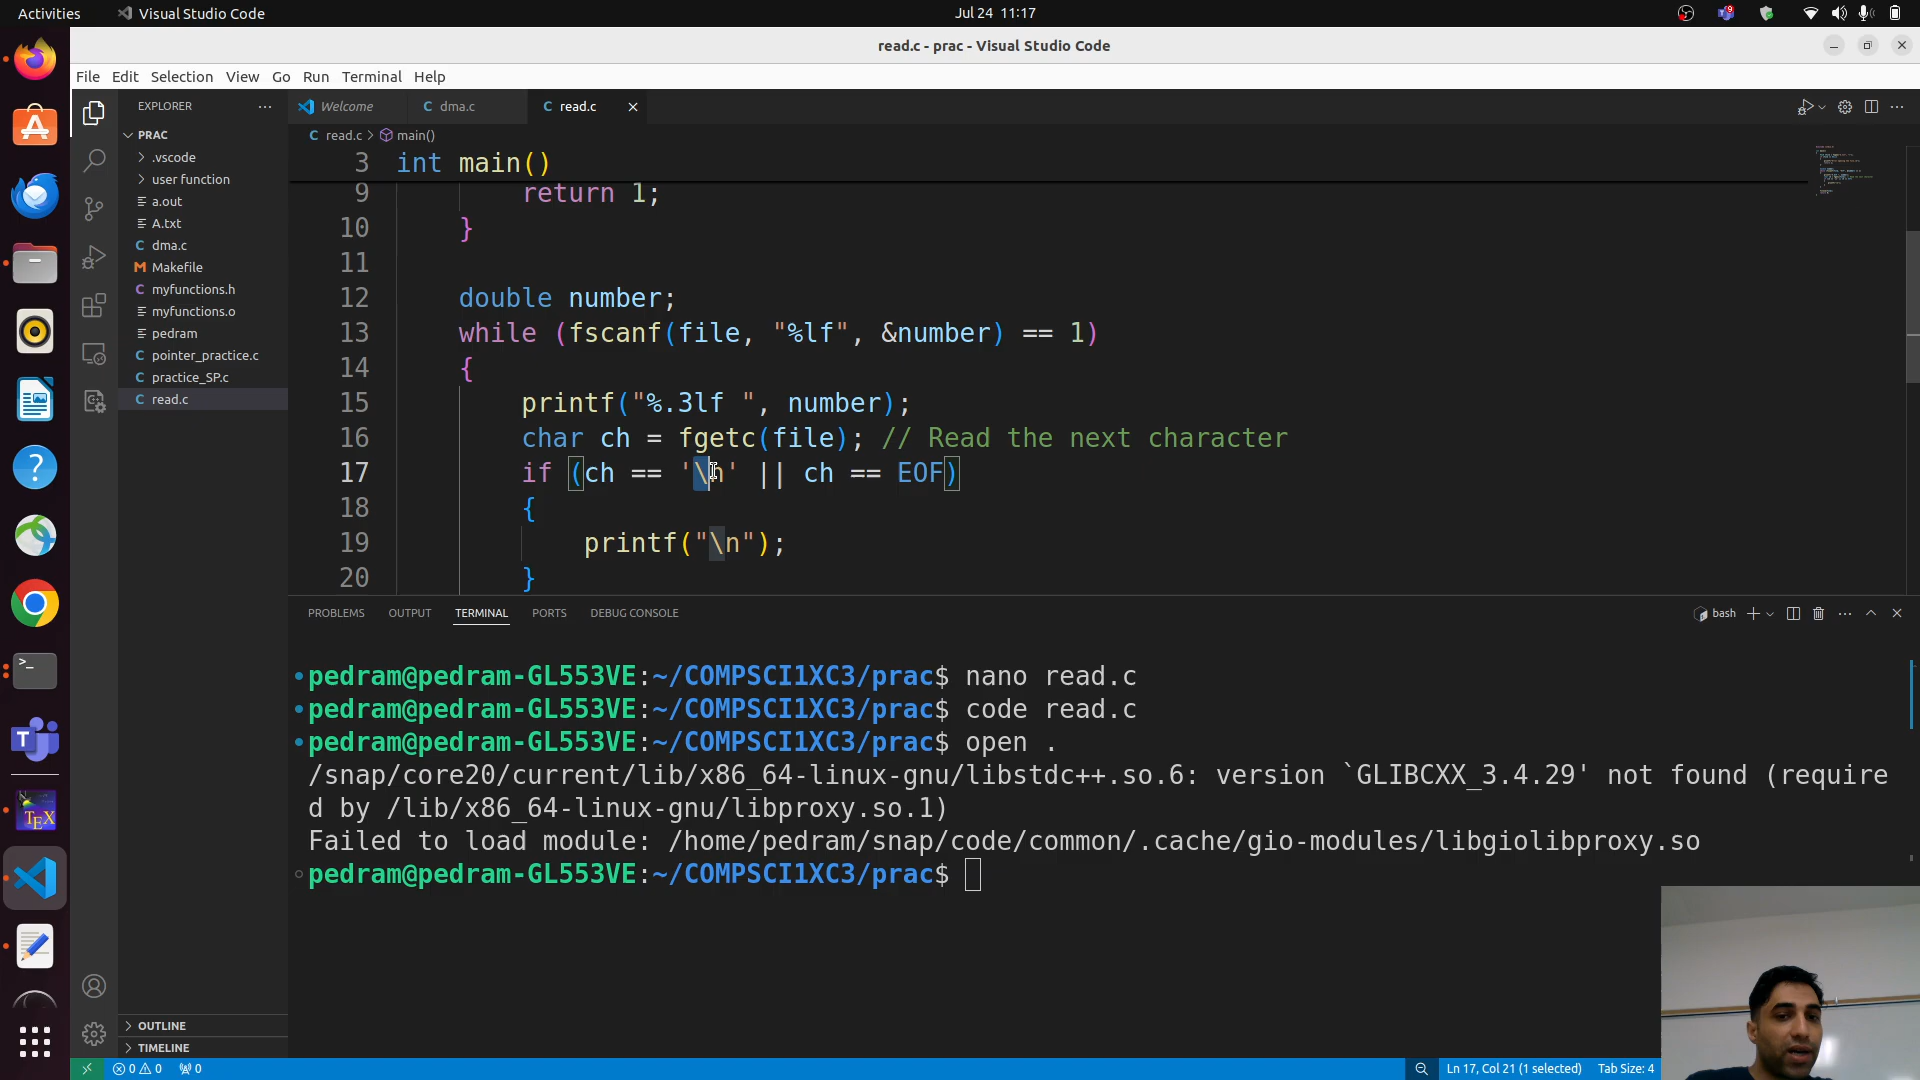 Activities
Visual Studio Code
Jul 24 11:17
9
read.c - prac - Visual Studio Code
File Edit Selection View Go Run Terminal Help
EXPLORER
PRAC
.vscode
user function
a.out
A.txt
dma.c
Makefile
myfunctions.h
myfunctions.o
pedram
pointer_practice.c
practice_SP.c
read.c
OUTLINE
TIMELINE
Welcome
dma.c
read.c
read.c > main()
3 int main()
9 return 1;
10 }
11
12 double number;
13 while (fscanf(file, "%lf", &number) == 1)
14 {
15 printf("%.3lf ", number);
16 char ch = fgetc(file); // Read the next character
17 if (ch == '\n' || ch == EOF)
18 {
19 printf("\n");
20 }
PROBLEMS OUTPUT TERMINAL PORTS DEBUG CONSOLE
bash
pedram@pedram-GL553VE:~/COMPSCI1XC3/prac$ nano read.c
pedram@pedram-GL553VE:~/COMPSCI1XC3/prac$ code read.c
pedram@pedram-GL553VE:~/COMPSCI1XC3/prac$ open .
/snap/core20/current/lib/x86_64-linux-gnu/libstdc++.so.6: version `GLIBCXX_3.4.29' not found (require
d by /lib/x86_64-linux-gnu/libproxy.so.1)
Failed to load module: /home/pedram/snap/code/common/.cache/gio-modules/libgiolibproxy.so
pedram@pedram-GL553VE:~/COMPSCI1XC3/prac$
0 0 0
Ln 17, Col 21 (1 selected) Tab Size: 4